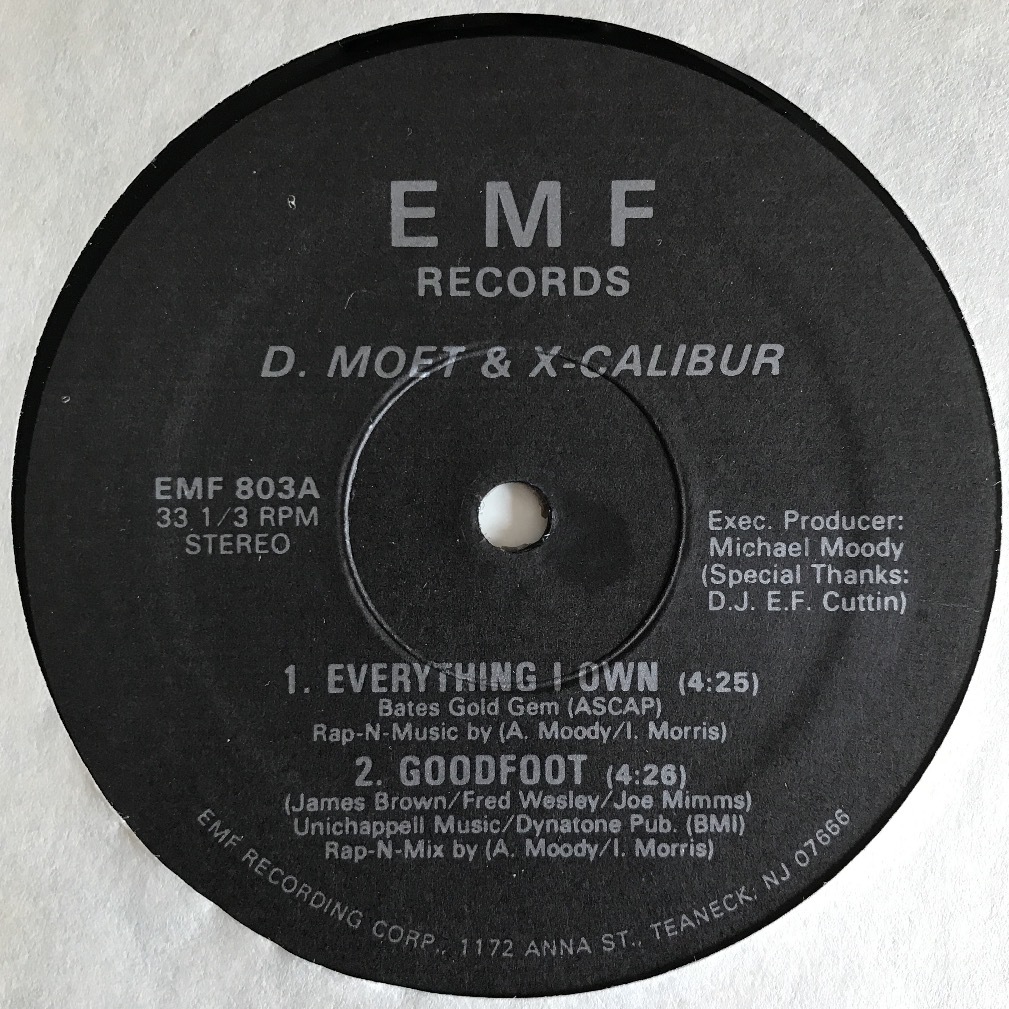 E M F
RECORDS
D. MOET & X-CALIBUR
EMF 803A
33 1/3 RPM
STEREO
Exec. Producer:
Michael Moody
(Special Thanks:
D.J. E.F. Cuttin)
1. EVERYTHING I OWN (4:25)
Bates Gold Gem (ASCAP)
Rap-N-Music by (A. Moody/I. Morris)
2. GOODFOOT (4:26)
(James Brown/Fred Wesley/Joe Mimms)
Unichappell Music/Dynatone Pub. (BMI)
Rap-N-Mix by (A. Moody/I. Morris)
EMF RECORDING CORP., 1172 ANNA ST., TEANECK, NJ 07666